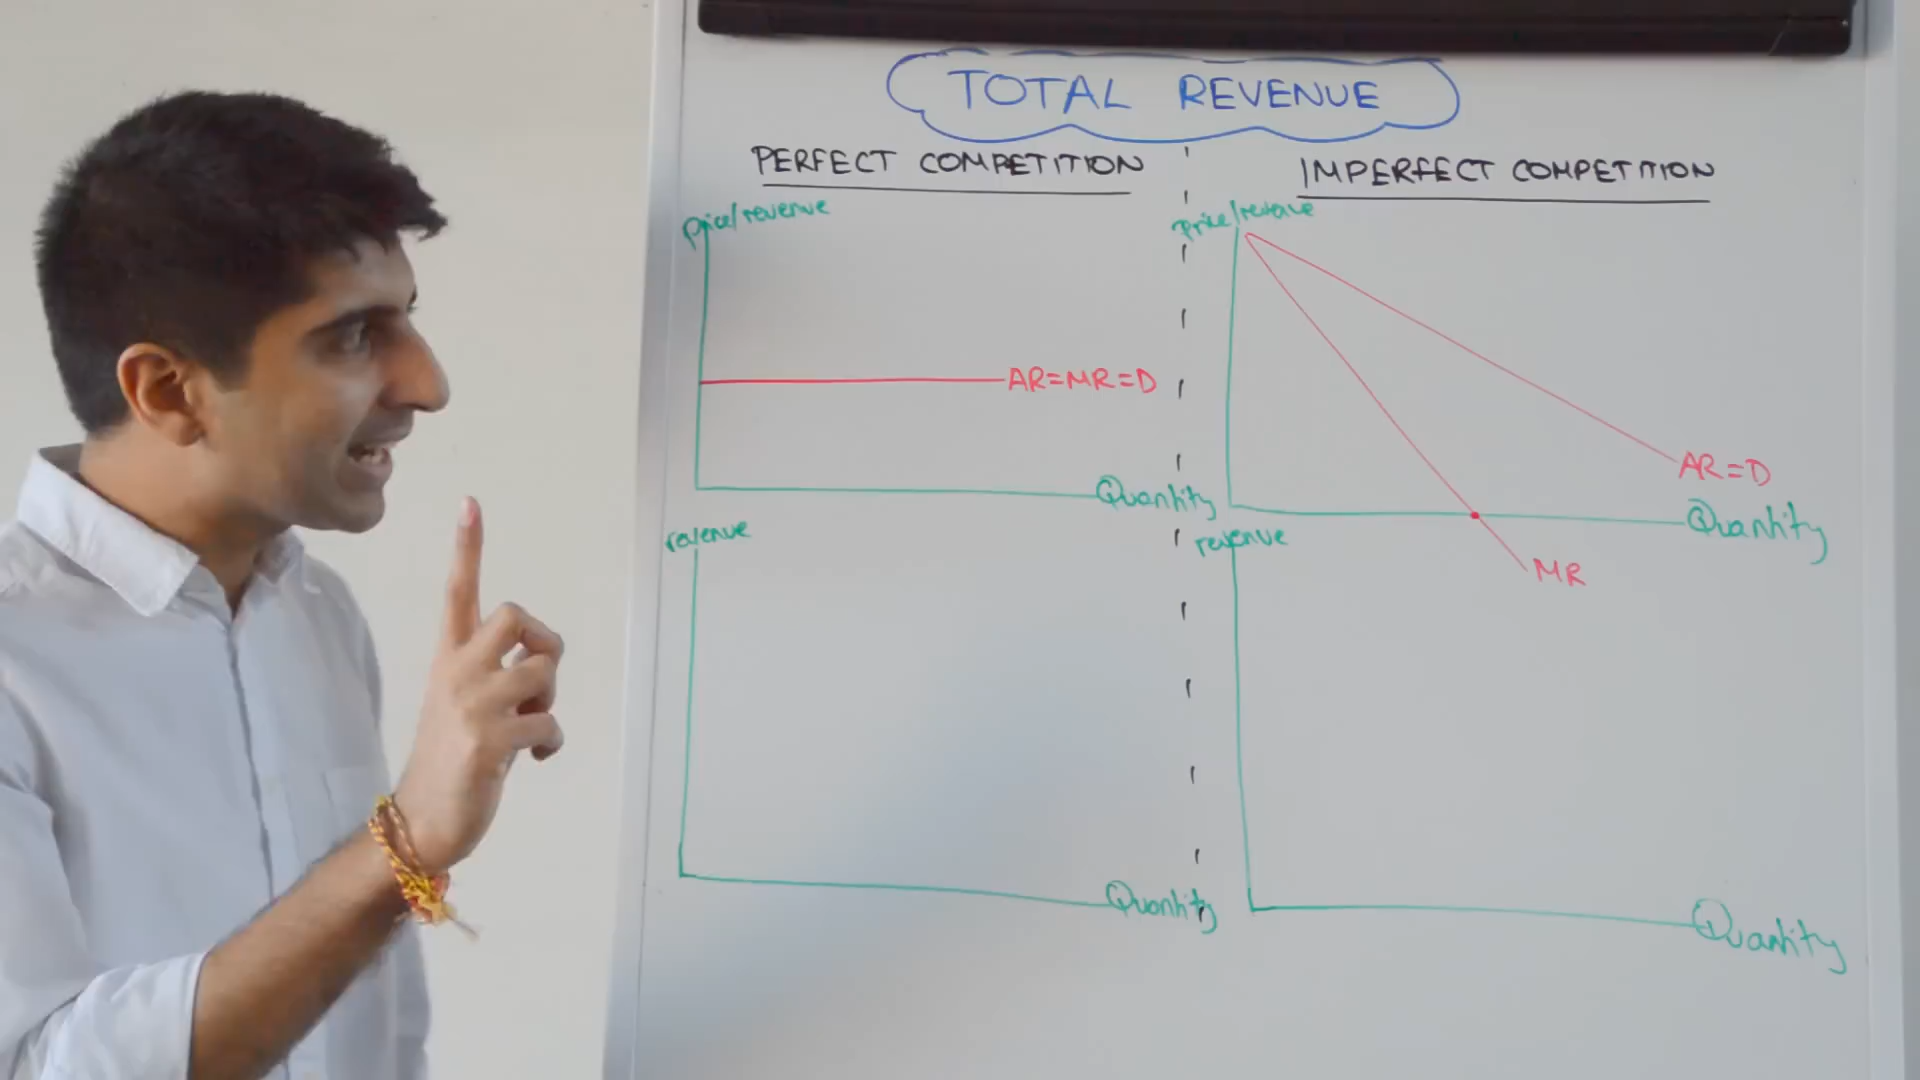 TOTAL REVENUE
PERFECT COMPETITION
price/revenue
AR=MR=D
Quantity
revenue
Quantity
IMPERFECT COMPETITION
price/revenue
AR=D
Quantity
MR
revenue
Quantity